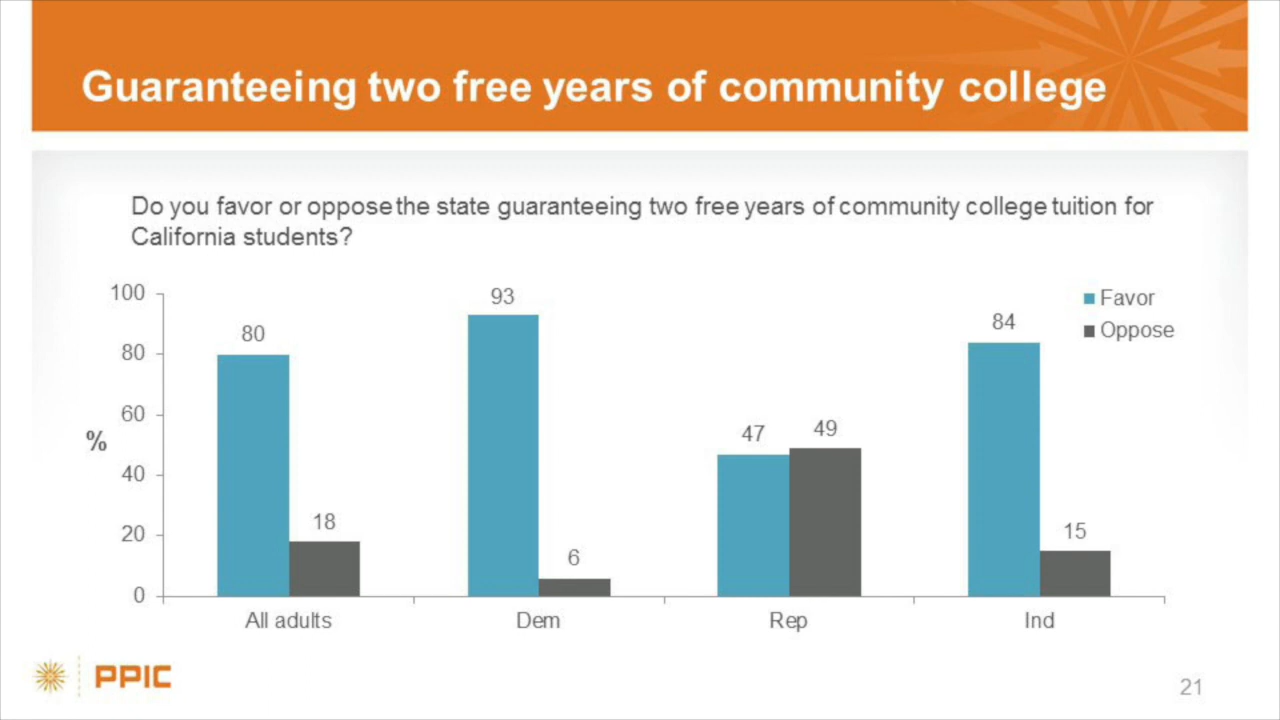 Guaranteeing two free years of community college
Do you favor or oppose the state guaranteeing two free years of community college tuition for
California students?
100
80
60
40
20
0
%
80
18
93
6
47
49
84
15
Favor
Oppose
All adults
Dem
Rep
Ind
PPIC
21